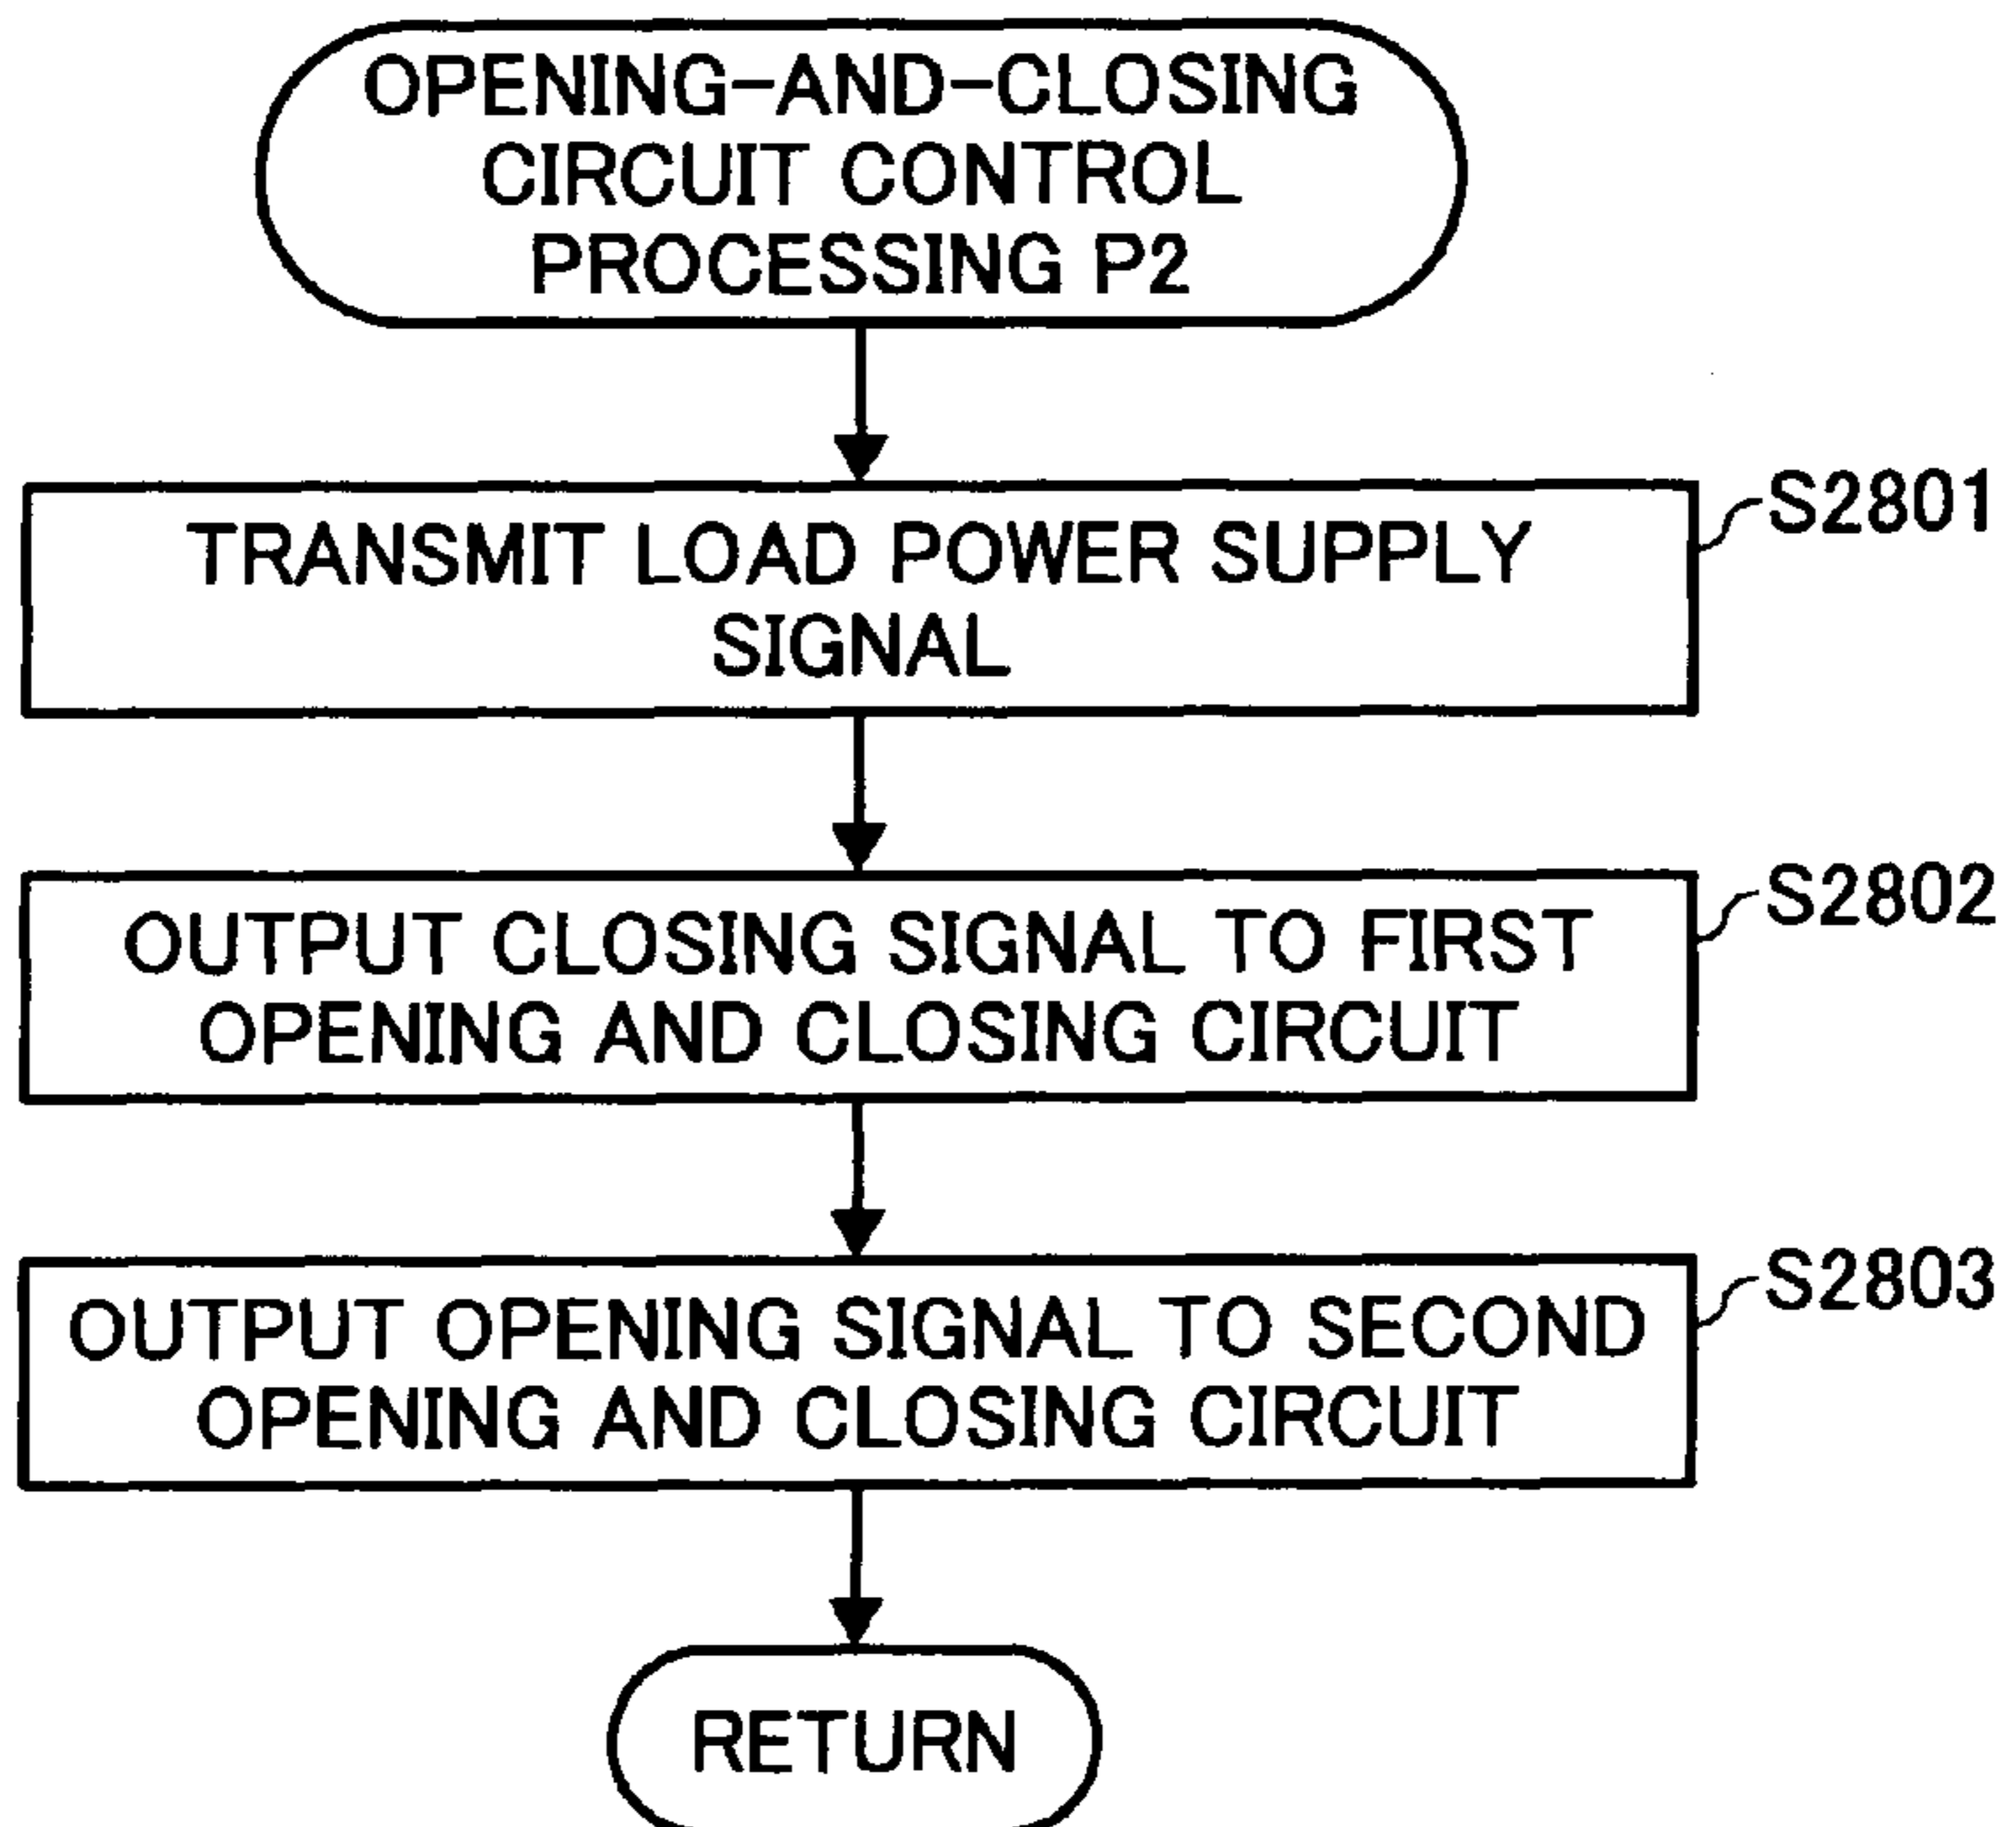 OPENING-AND-CLOSING
CIRCUIT CONTROL
PROCESSING P2
S2801
TRANSMIT LOAD POWER SUPPLY
SIGNAL
S2802
OUTPUT CLOSING SIGNAL TO FIRST
OPENING AND CLOSING CIRCUIT
S2803
OUTPUT OPENING SIGNAL TO SECOND
OPENING AND CLOSING CIRCUIT
RETURN